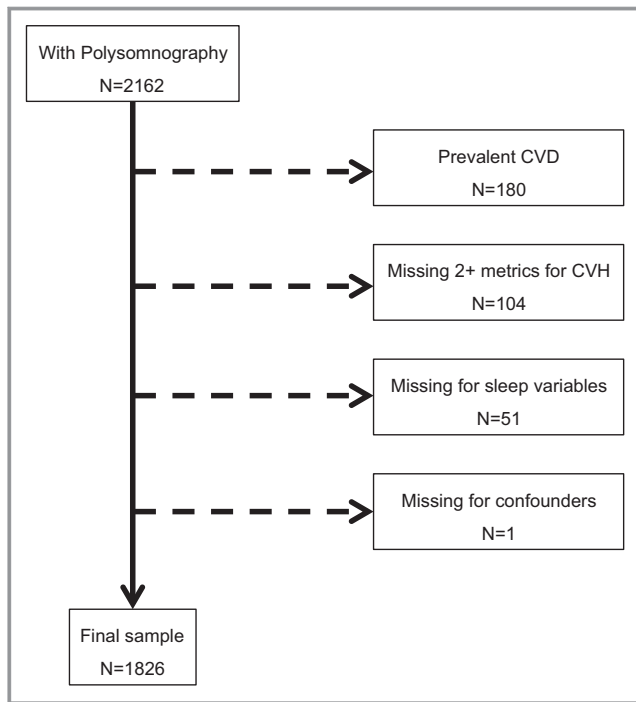 With Polysomnography
N=2162
Prevalent CVD
N=180
Missing 2+ metrics for CVH
N=104
Missing for sleep variables
N=51
Missing for confounders
N=1
Final sample
N=1826